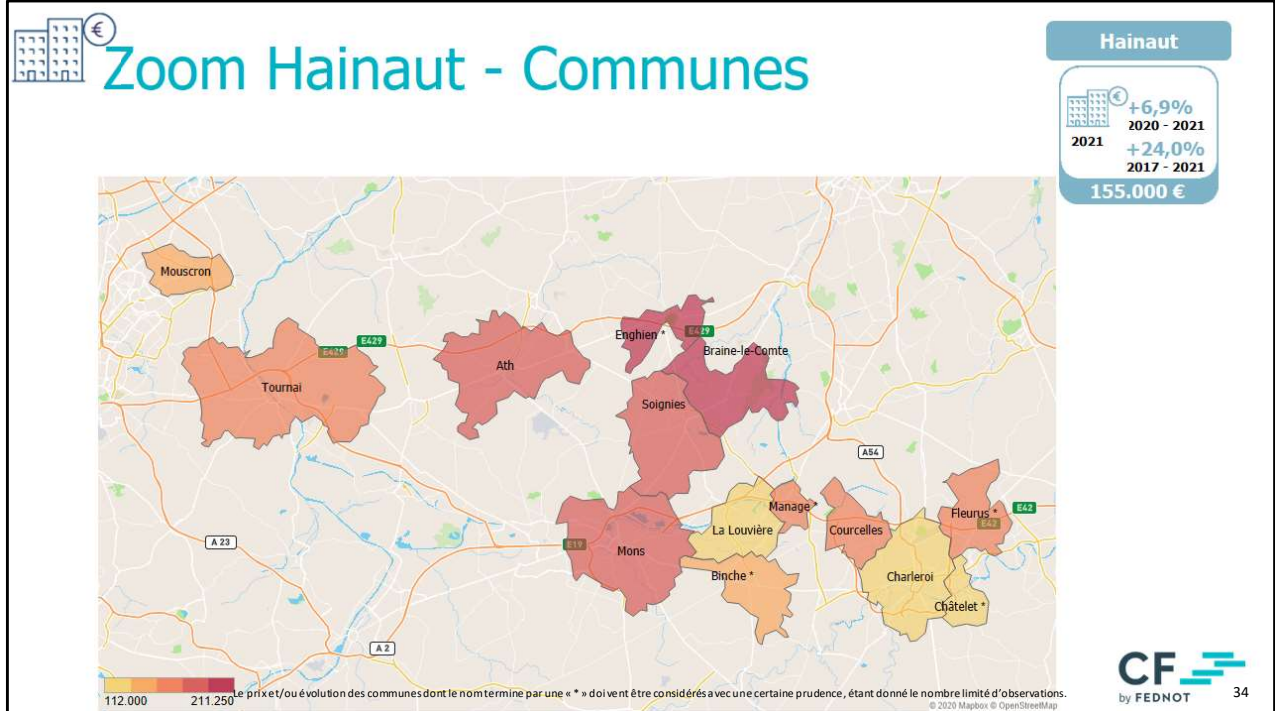 €
Zoom Hainaut - Communes
Hainaut
€
+6,9%
2020 - 2021
2021
+24,0%
2017 - 2021
155.000 €
Mouscron
Tournai
E429
E429
Ath
Enghien *
E429
Braine-le-Comte
Soignies
A54
Manage *
La Louvière
Courcelles
Fleurus *
E42
E42
A 23
E19
Mons
Binche *
Charleroi
Châtelet *
A 2
112.000
211.250
Le prix et/ou évolution des communes dont le nom termine par une « * » doivent être considérés avec une certaine prudence, étant donné le nombre limité d'observations.
© 2020 Mapbox © OpenStreetMap
CF
by FEDNOT
34